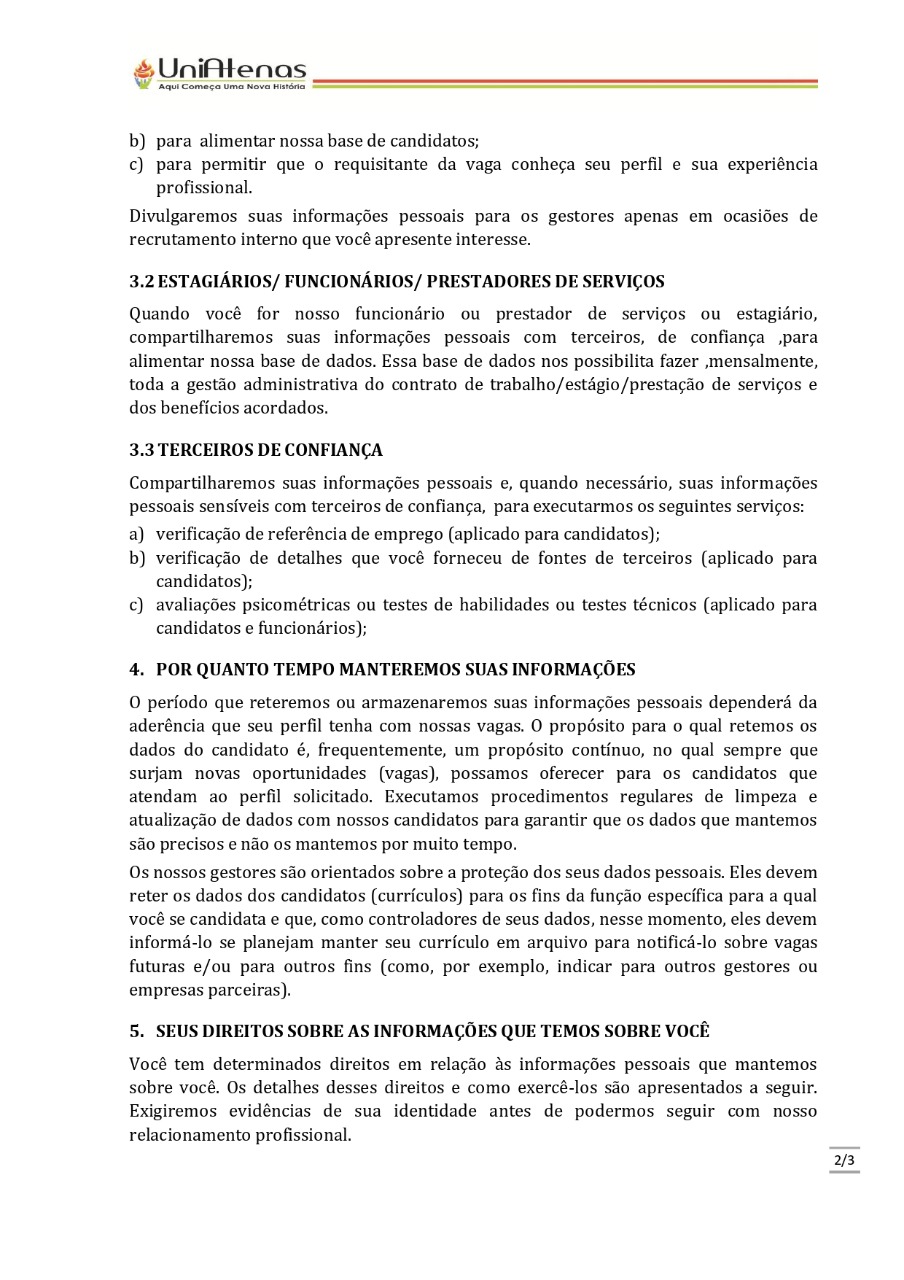 UniAtenas
Aqui Começa Uma Nova História
b) para alimentar nossa base de candidatos;
c) para permitir que o requisitante da vaga conheça seu perfil e sua experiência
profissional.
Divulgaremos suas informações pessoais para os gestores apenas em ocasiões de
recrutamento interno que você apresente interesse.
3.2 ESTAGIÁRIOS/ FUNCIONÁRIOS/ PRESTADORES DE SERVIÇOS
Quando você for nosso funcionário ou prestador de serviços ou estagiário,
compartilharemos suas informações pessoais com terceiros, de confiança ,para
alimentar nossa base de dados. Essa base de dados nos possibilita fazer ,mensalmente,
toda a gestão administrativa do contrato de trabalho/estágio/prestação de serviços e
dos benefícios acordados.
3.3 TERCEIROS DE CONFIANÇA
Compartilharemos suas informações pessoais e, quando necessário, suas informações
pessoais sensíveis com terceiros de confiança, para executarmos os seguintes serviços:
a) verificação de referência de emprego (aplicado para candidatos);
b) verificação de detalhes que você forneceu de fontes de terceiros (aplicado para
candidatos);
c) avaliações psicométricas ou testes de habilidades ou testes técnicos (aplicado para
candidatos e funcionários);
4. POR QUANTO TEMPO MANTEREMOS SUAS INFORMAÇÕES
O período que reteremos ou armazenaremos suas informações pessoais dependerá da
aderência que seu perfil tenha com nossas vagas. O propósito para o qual retemos os
dados do candidato é, frequentemente, um propósito contínuo, no qual sempre que
surjam novas oportunidades (vagas), possamos oferecer para os candidatos que
atendam ao perfil solicitado. Executamos procedimentos regulares de limpeza e
atualização de dados com nossos candidatos para garantir que os dados que mantemos
são precisos e não os mantemos por muito tempo.
Os nossos gestores são orientados sobre a proteção dos seus dados pessoais. Eles devem
reter os dados dos candidatos (currículos) para os fins da função específica para a qual
você se candidata e que, como controladores de seus dados, nesse momento, eles devem
informá-lo se planejam manter seu currículo em arquivo para notificá-lo sobre vagas
futuras e/ou para outros fins (como, por exemplo, indicar para outros gestores ou
empresas parceiras).
5. SEUS DIREITOS SOBRE AS INFORMAÇÕES QUE TEMOS SOBRE VOCÊ
Você tem determinados direitos em relação às informações pessoais que mantemos
sobre você. Os detalhes desses direitos e como exercê-los são apresentados a seguir.
Exigiremos evidências de sua identidade antes de podermos seguir com nosso
relacionamento profissional.
2/3